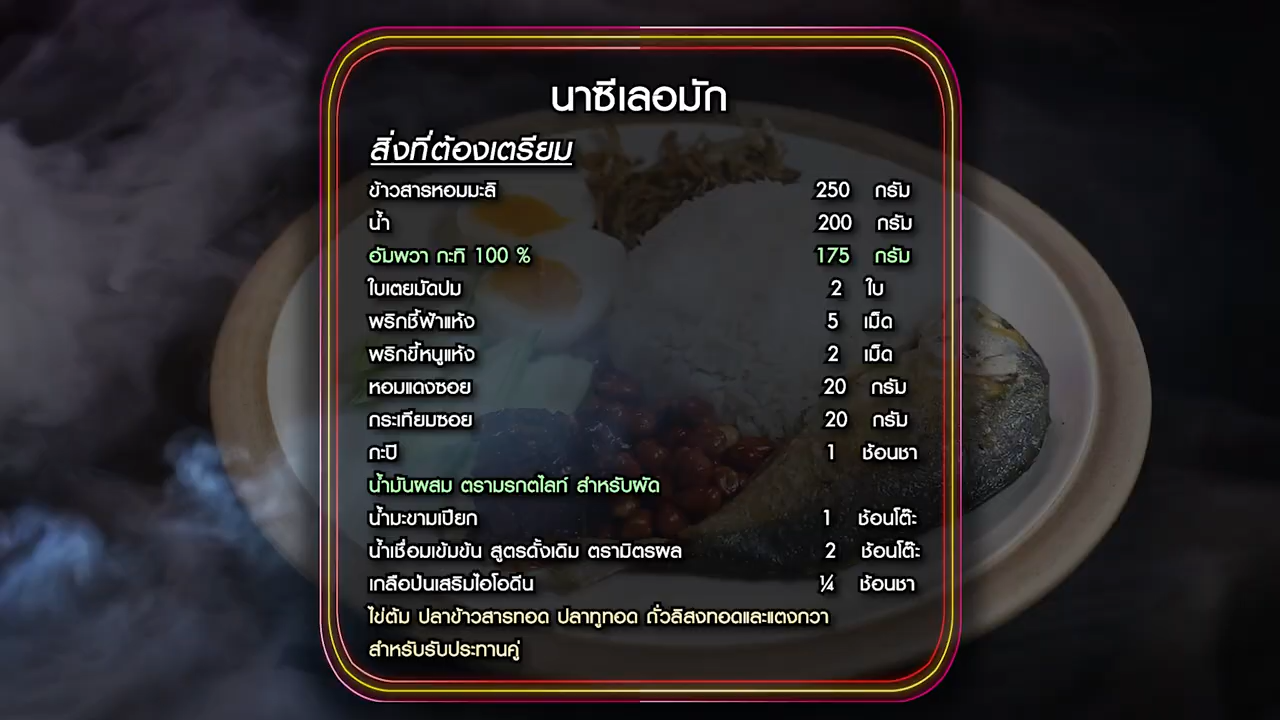 นาซีเลอมัก
สิ่งที่ต้องเตรียม
ข้าวสารหอมมะลิ 250 กรัม
น้ำ 200 กรัม
อัมพวา กะทิ 100 % 175 กรัม
ใบเตยมัดปม 2 ใบ
พริกชี้ฟ้าแห้ง 5 เม็ด
พริกขี้หนูแห้ง 2 เม็ด
หอมแดงซอย 20 กรัม
กระเทียมซอย 20 กรัม
กะปิ 1 ช้อนชา
น้ำมันผสม ตรามรกตไลท์ สำหรับผัด
น้ำมะขามเปียก 1 ช้อนโต๊ะ
น้ำเชื่อมเข้มข้น สูตรดั้งเดิม ตรามิตรผล 2 ช้อนโต๊ะ
เกลือป่นเสริมไอโอดีน ¼ ช้อนชา
ไข่ต้ม ปลาข้าวสารทอด ปลาทูทอด ถั่วลิสงทอดและแตงกวา
สำหรับรับประทานคู่